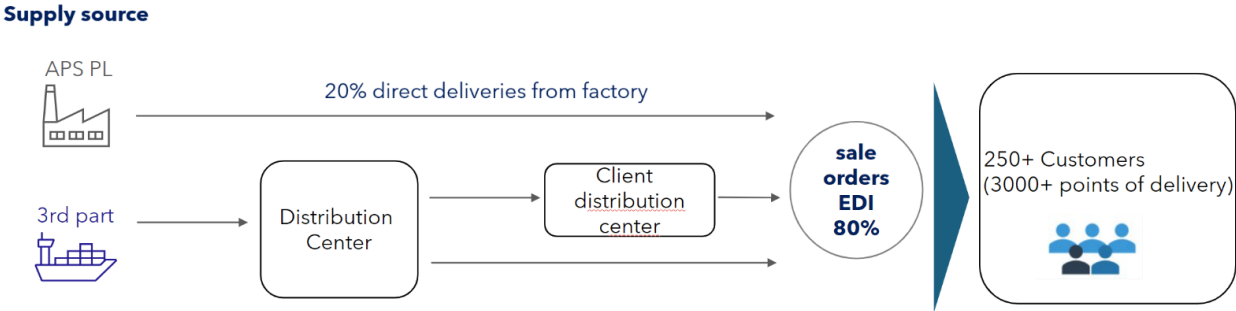 Supply source
APS PL
20% direct deliveries from factory
3rd part
Distribution
Center
Client
distribution
center
sale
orders
EDI
80%
250+ Customers
(3000+ points of delivery)